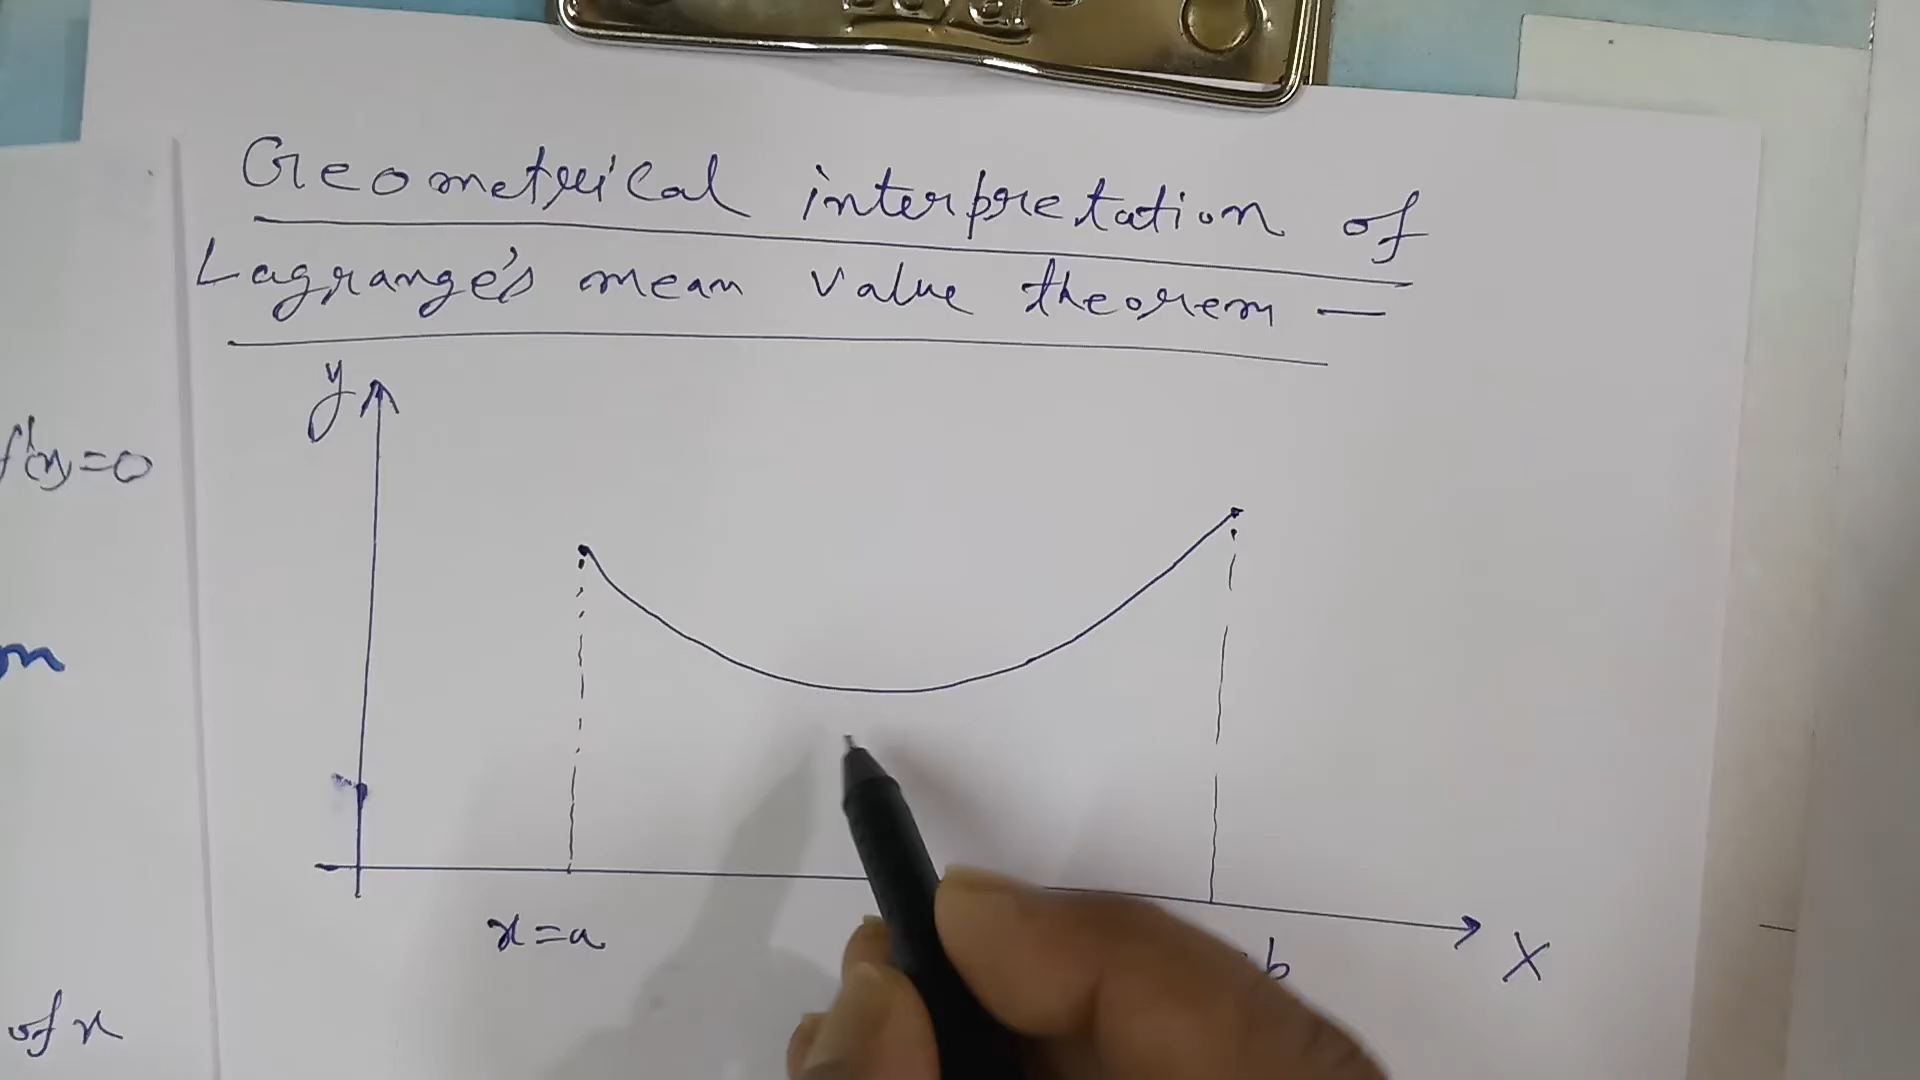 Geometrical interpretation of
Lagrange's mean value theorem —
y
f'(x)=0
x=a
b
X
of x